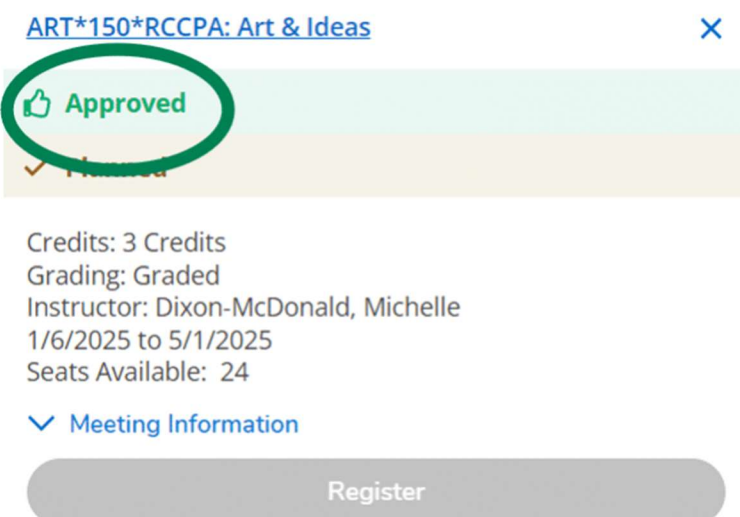 ART*150*RCCPA: Art & Ideas
Approved
Planned
Credits: 3 Credits
Grading: Graded
Instructor: Dixon-McDonald, Michelle
1/6/2025 to 5/1/2025
Seats Available: 24
Meeting Information
Register